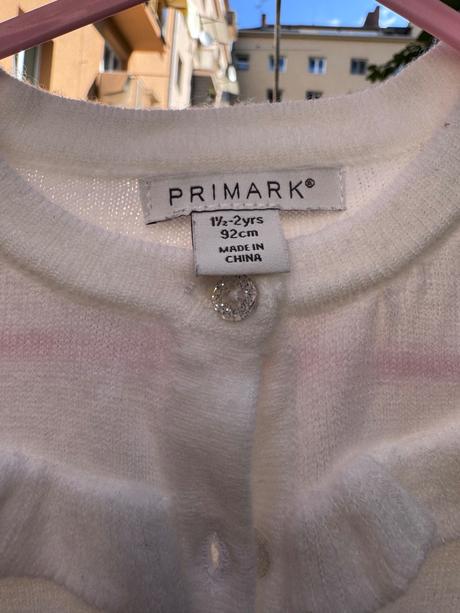 PRIMARK®
1½-2yrs
92cm
MADE IN
CHINA